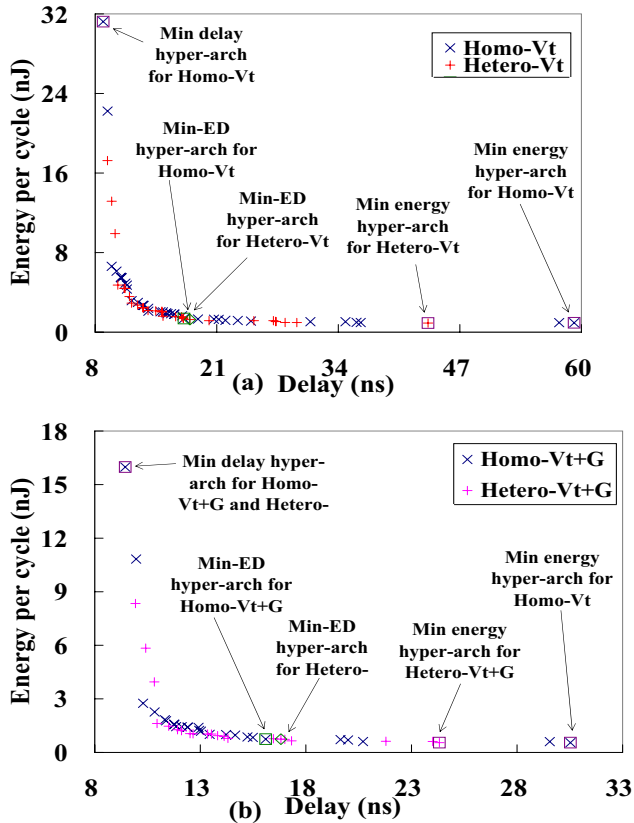 32
24
16
8
0
Energy per cycle (nJ)
Min delay
hyper-arch
for Homo-Vt
Homo-Vt
Hetero-Vt
Min-ED
hyper-arch for
Homo-Vt
Min-ED
hyper-arch
for Hetero-Vt
Min energy
hyper-arch
for Hetero-Vt
Min energy
hyper-arch
for Homo-Vt
8
21
34
47
60
(a) Delay (ns)
18
15
12
9
6
3
0
Energy per cycle (nJ)
Min delay hyper-
arch for Homo-
Vt+G and Hetero-
Homo-Vt+G
Hetero-Vt+G
Min-ED
hyper-arch for
Homo-Vt+G
Min-ED
hyper-arch
for Hetero-
Min energy
hyper-arch for
Hetero-Vt+G
Min energy
hyper-arch for
Homo-Vt
8
13
18
23
28
33
(b) Delay (ns)